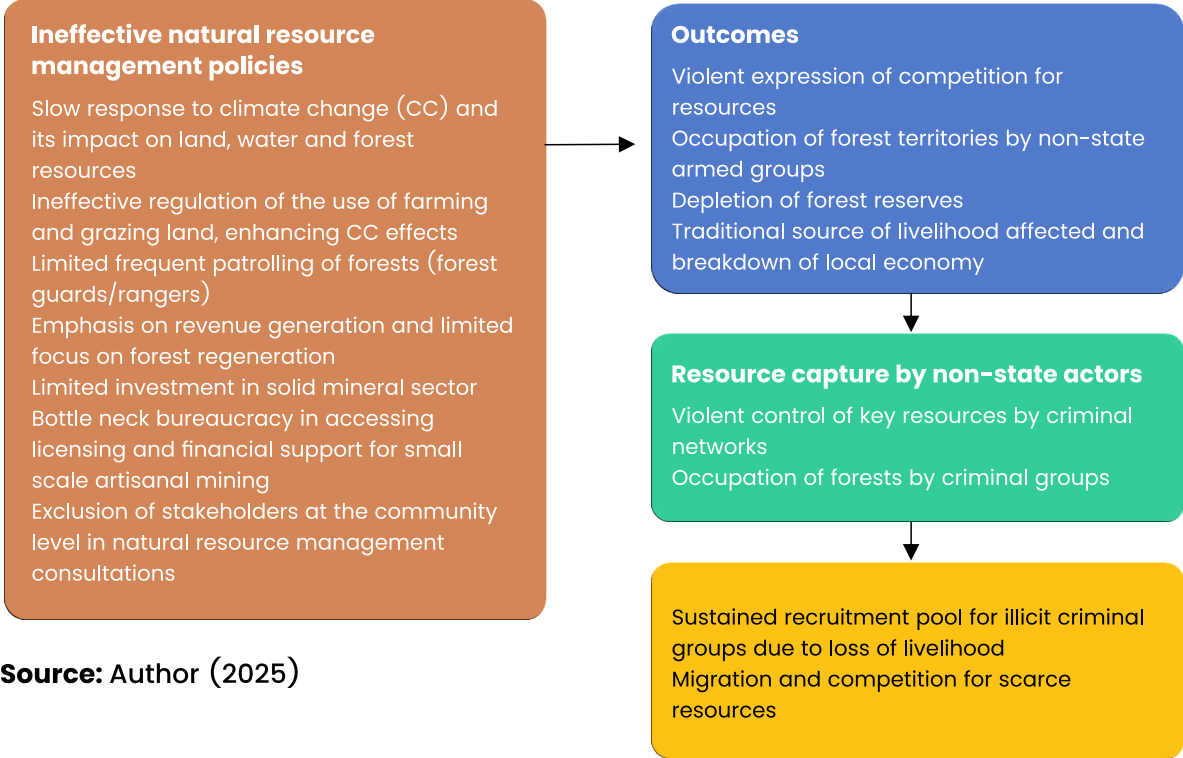 Ineffective natural resource
management policies
Slow response to climate change (CC) and
its impact on land, water and forest
resources
Ineffective regulation of the use of farming
and grazing land, enhancing CC effects
Limited frequent patrolling of forests (forest
guards/rangers)
Emphasis on revenue generation and limited
focus on forest regeneration
Limited investment in solid mineral sector
Bottle neck bureaucracy in accessing
licensing and financial support for small
scale artisanal mining
Exclusion of stakeholders at the community
level in natural resource management
consultations
Outcomes
Violent expression of competition for
resources
Occupation of forest territories by non-state
armed groups
Depletion of forest reserves
Traditional source of livelihood affected and
breakdown of local economy
Resource capture by non-state actors
Violent control of key resources by criminal
networks
Occupation of forests by criminal groups
Sustained recruitment pool for illicit criminal
groups due to loss of livelihood
Migration and competition for scarce
resources
Source: Author (2025)